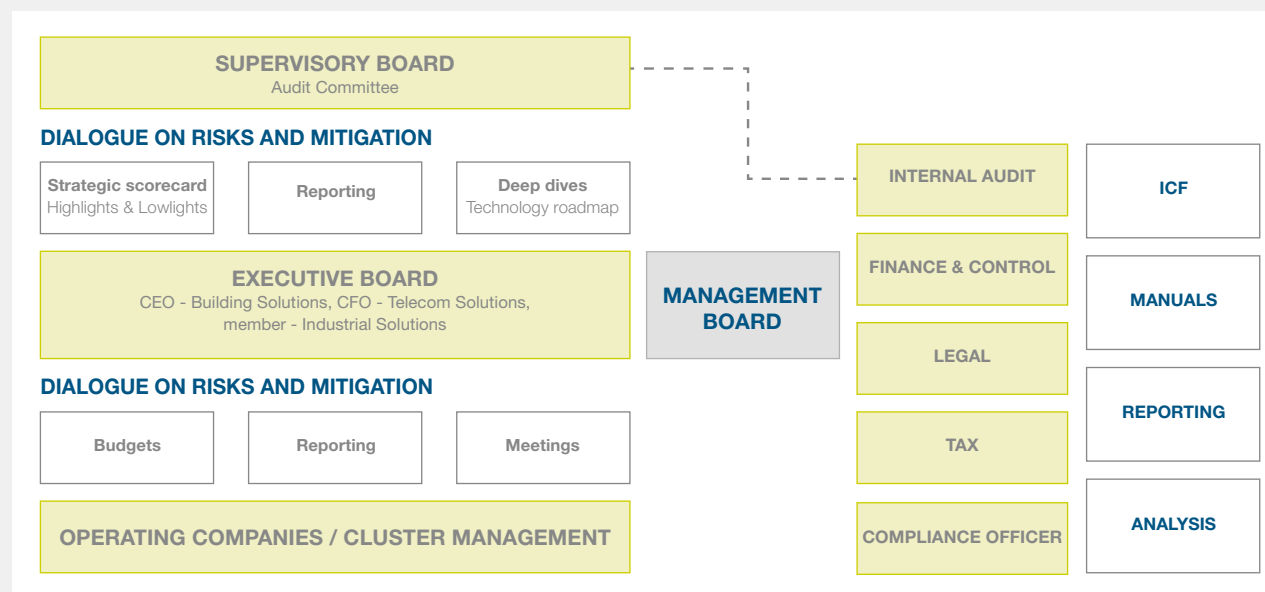 SUPERVISORY BOARD
Audit Committee
DIALOGUE ON RISKS AND MITIGATION
Strategic scorecard
Highlights & Lowlights
Reporting
Deep dives
Technology roadmap
EXECUTIVE BOARD
CEO - Building Solutions, CFO - Telecom Solutions,
member - Industrial Solutions
DIALOGUE ON RISKS AND MITIGATION
Budgets
Reporting
Meetings
OPERATING COMPANIES / CLUSTER MANAGEMENT
MANAGEMENT
BOARD
INTERNAL AUDIT
FINANCE & CONTROL
LEGAL
TAX
COMPLIANCE OFFICER
ICF
MANUALS
REPORTING
ANALYSIS